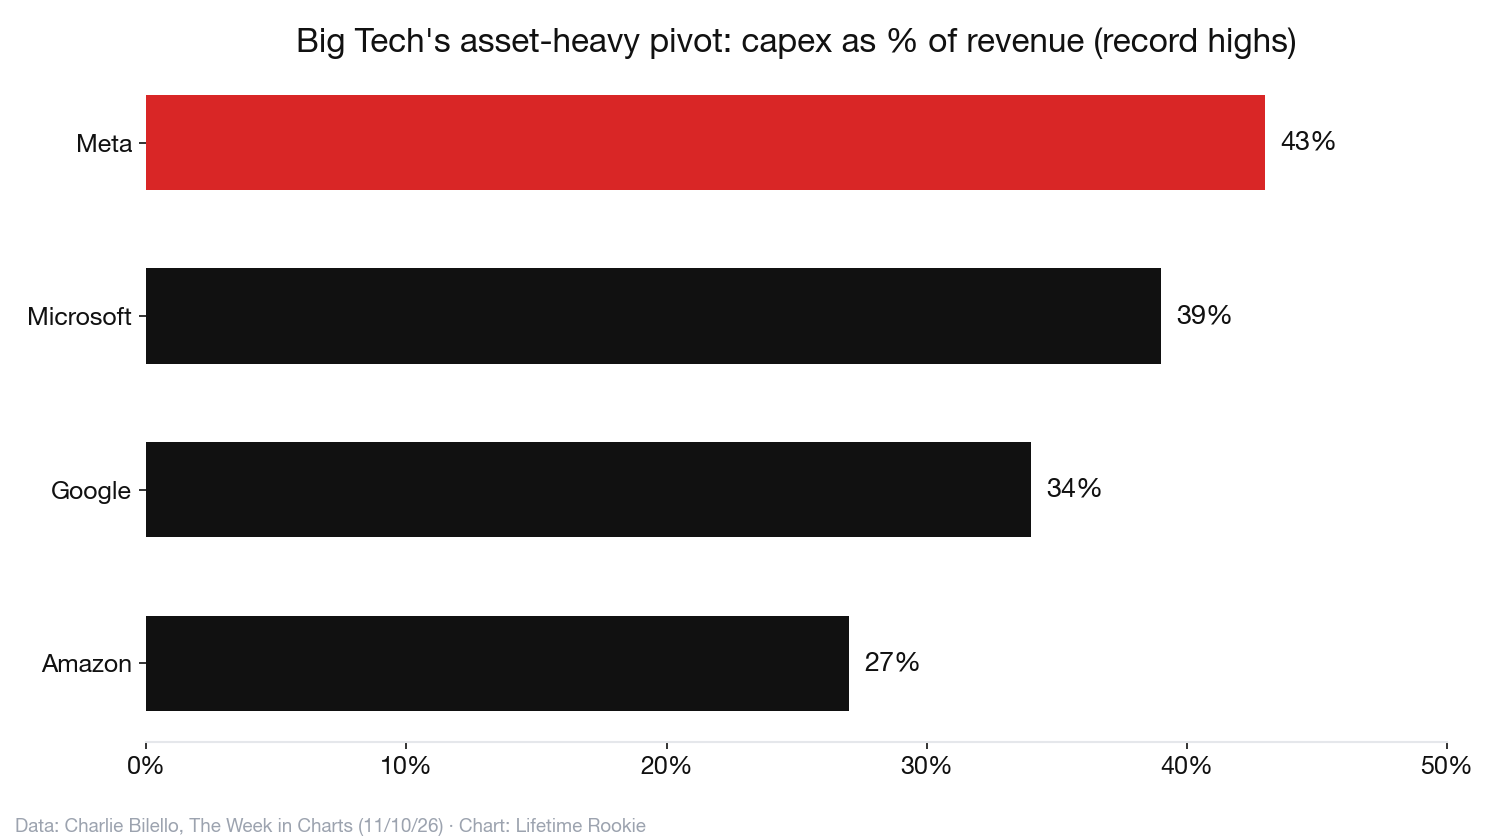 Big Tech's asset-heavy pivot: capex as % of revenue (record highs)
Meta
43%
Microsoft
39%
Google
34%
Amazon
27%
0%
10%
20%
30%
40%
50%
Data: Charlie Bilello, The Week in Charts (11/10/26) · Chart: Lifetime Rookie